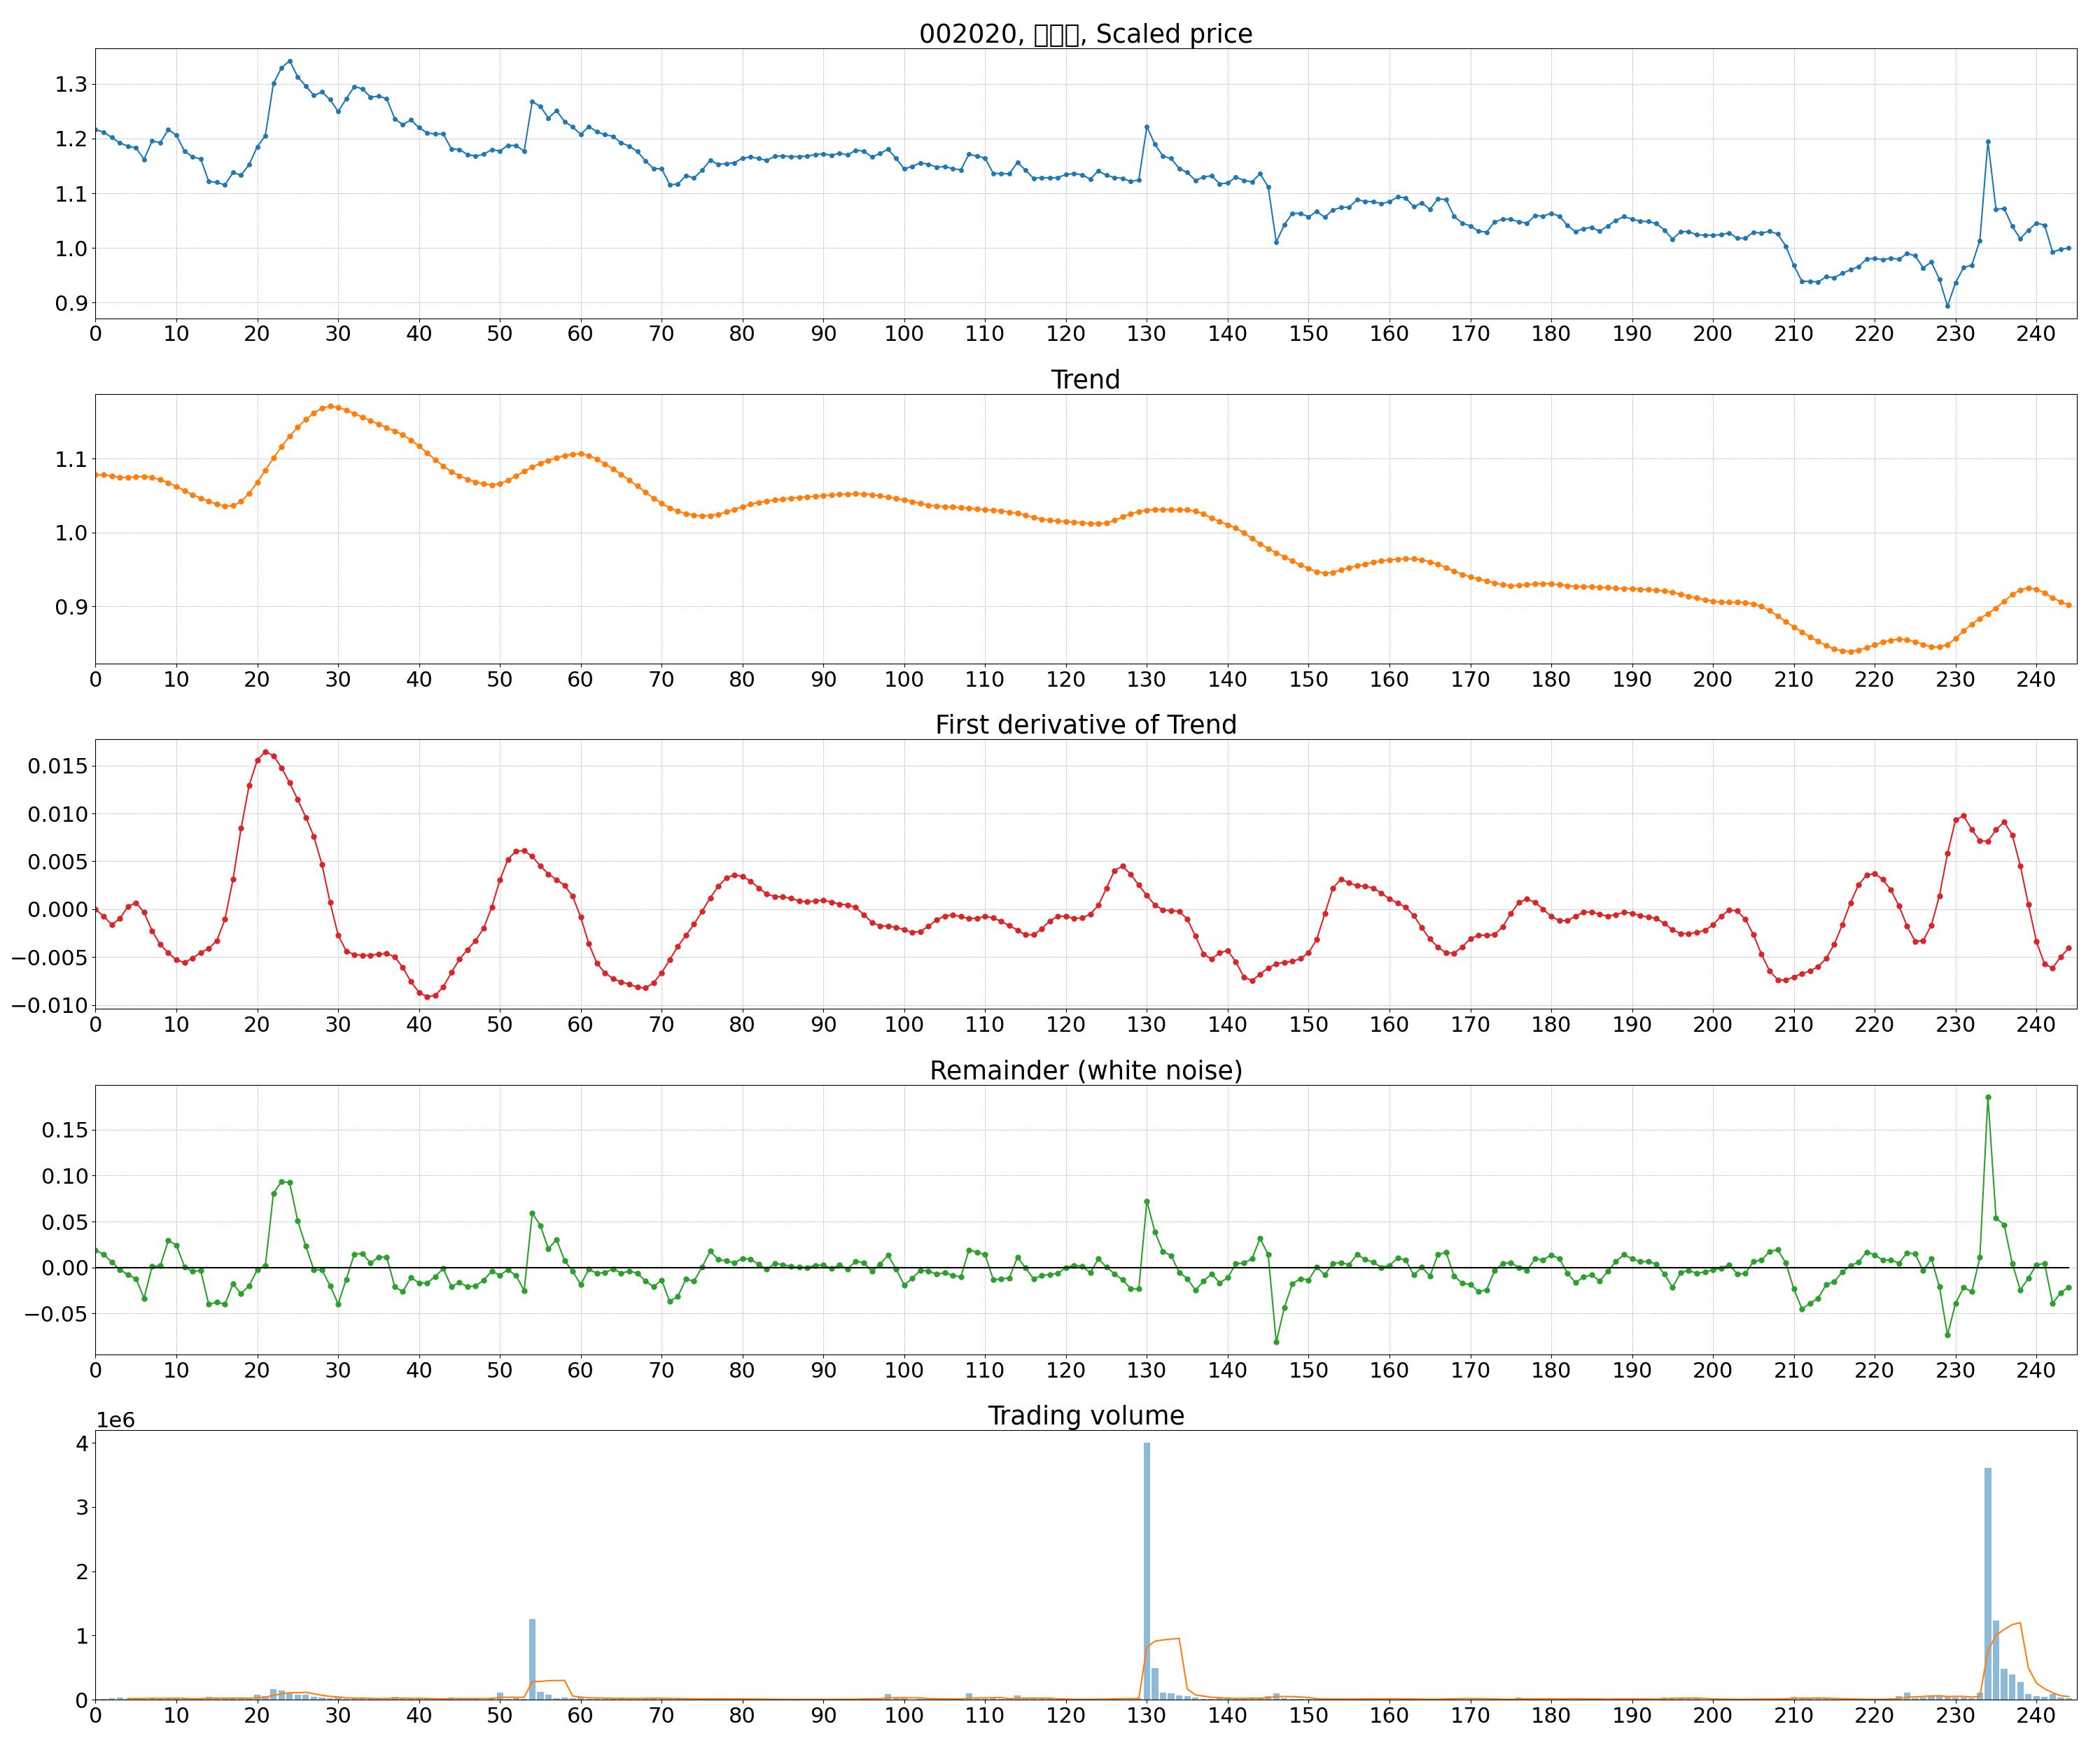 002020, □□□, Scaled price
1.3
1.2
1.1
1.0
0.9
0 10 20 30 40 50 60 70 80 90 100 110 120 130 140 150 160 170 180 190 200 210 220 230 240
Trend
1.1
1.0
0.9
0 10 20 30 40 50 60 70 80 90 100 110 120 130 140 150 160 170 180 190 200 210 220 230 240
First derivative of Trend
0.015
0.010
0.005
0.000
−0.005
−0.010
0 10 20 30 40 50 60 70 80 90 100 110 120 130 140 150 160 170 180 190 200 210 220 230 240
Remainder (white noise)
0.15
0.10
0.05
0.00
−0.05
0 10 20 30 40 50 60 70 80 90 100 110 120 130 140 150 160 170 180 190 200 210 220 230 240
Trading volume
1e6
4
3
2
1
0
0 10 20 30 40 50 60 70 80 90 100 110 120 130 140 150 160 170 180 190 200 210 220 230 240